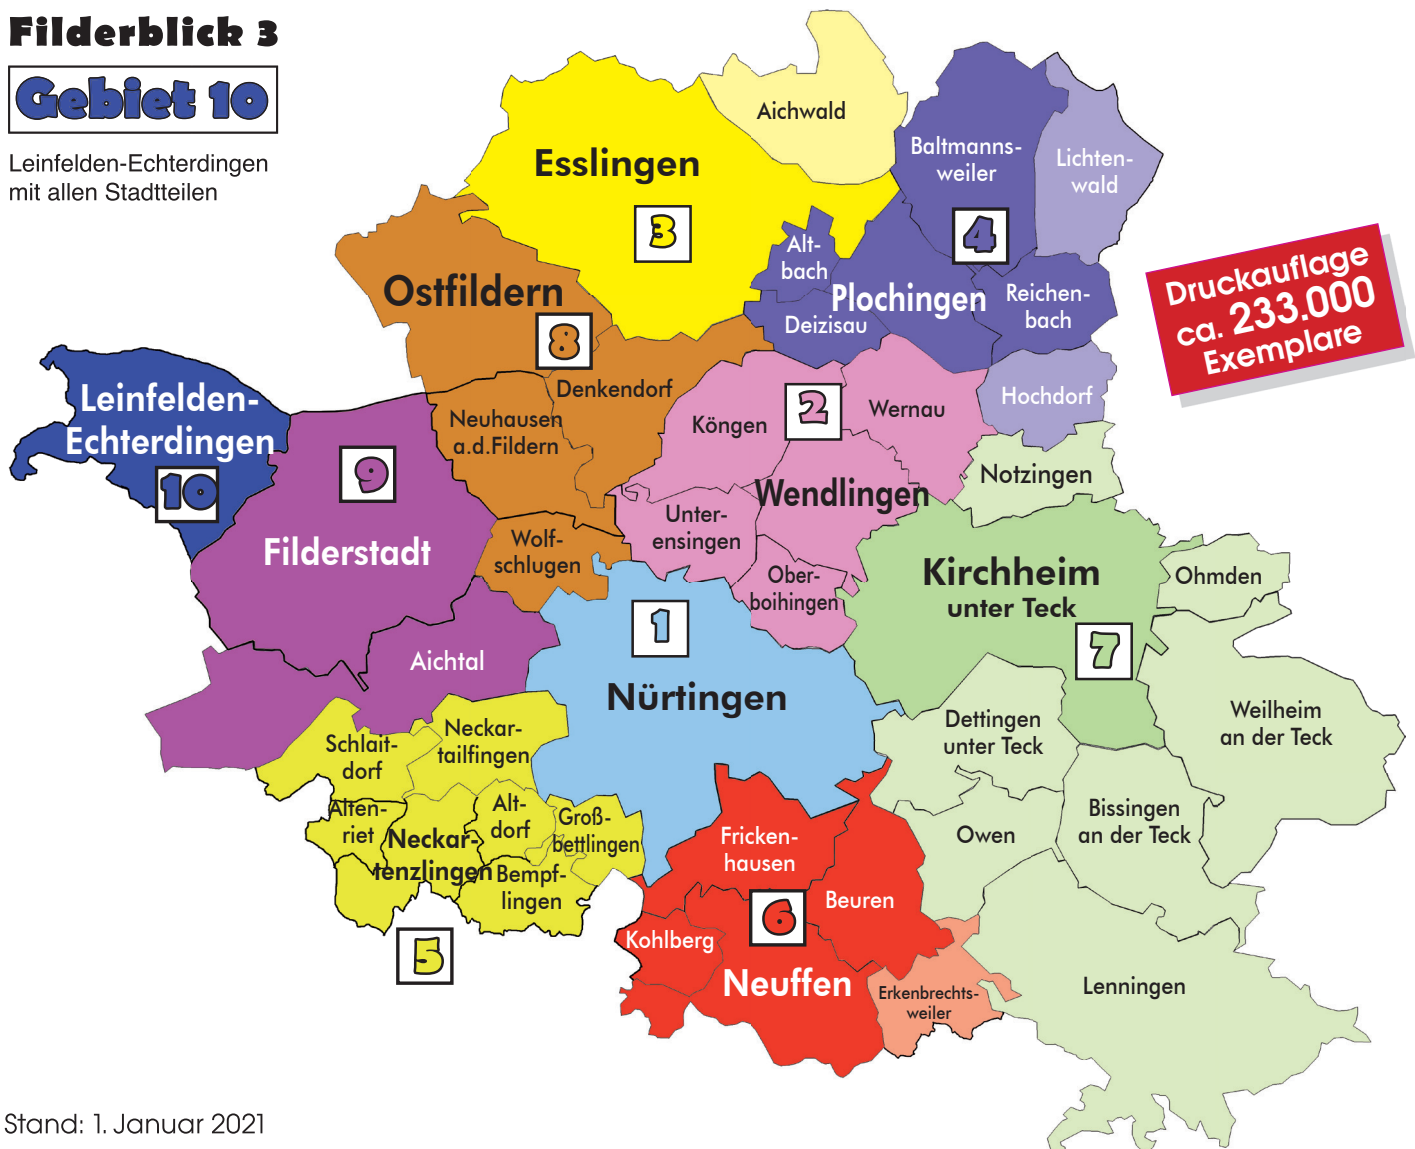 Filderblick 3
Gebiet 10
Leinfelden-Echterdingen
mit allen Stadtteilen
Aichwald
Esslingen
3
Baltmanns-
weiler
Lichten-
wald
4
Alt-
bach
Plochingen
Deizisau
Reichen-
bach
Hochdorf
Druckauflage
ca. 233.000
Exemplare
Ostfildern
8
Denkendorf
Neuhausen
a.d.Fildern
Wolf-
schlugen
Leinfelden-
Echterdingen
10
9
Filderstadt
Aichtal
2
Köngen
Wernau
Wendlingen
Unter-
ensingen
Ober-
boihingen
Notzingen
Kirchheim
unter Teck
7
Ohmden
Weilheim
an der Teck
Dettingen
unter Teck
Bissingen
an der Teck
Owen
Lenningen
1
Nürtingen
Schlait-
dorf
Neckar-
tailfingen
Alten-
riet
Neckar-
tenzlingen
Alt-
dorf
Groß-
bettlingen
Bempf-
lingen
5
Fricken-
hausen
Beuren
6
Kohlberg
Neuffen
Erkenbrechts-
weiler
Stand: 1. Januar 2021